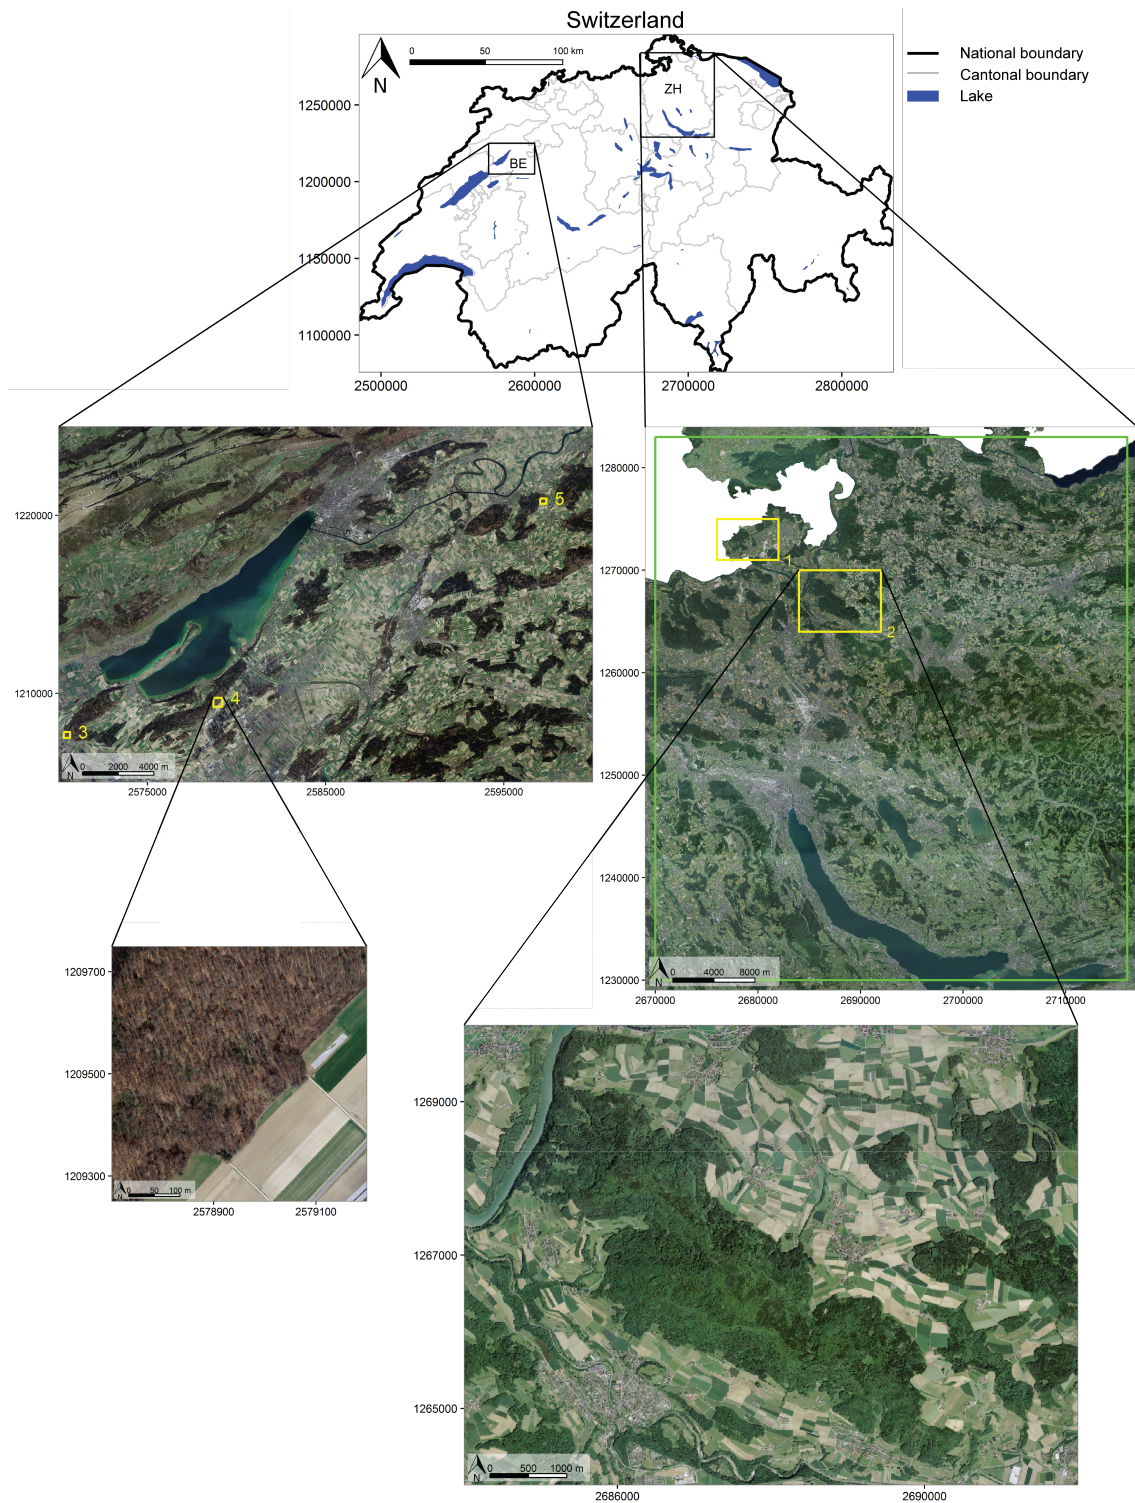 Switzerland
0 50 100 km
N
National boundary
Cantonal boundary
Lake
ZH
BE
1250000
1200000
1150000
1100000
2500000 2600000 2700000 2800000
1220000
1210000
5
4
3
N
0 2000 4000 m
2575000 2585000 2595000
1280000
1270000
1260000
1250000
1240000
1230000
1
2
N
0 4000 8000 m
2670000 2680000 2690000 2700000 2710000
1209700
1209500
1209300
N
0 50 100 m
2578900 2579100
1269000
1267000
1265000
N
0 500 1000 m
2686000 2690000